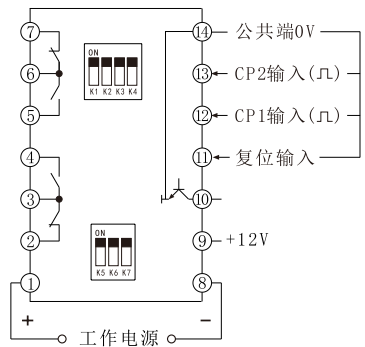 7
6
5
4
3
2
1
ON
K1 K2 K3 K4
ON
K5 K6 K7
14 公共端0V
13 CP2输入(⎍)
12 CP1输入(⎍)
11 复位输入
10
9 +12V
8
+ −
工作电源